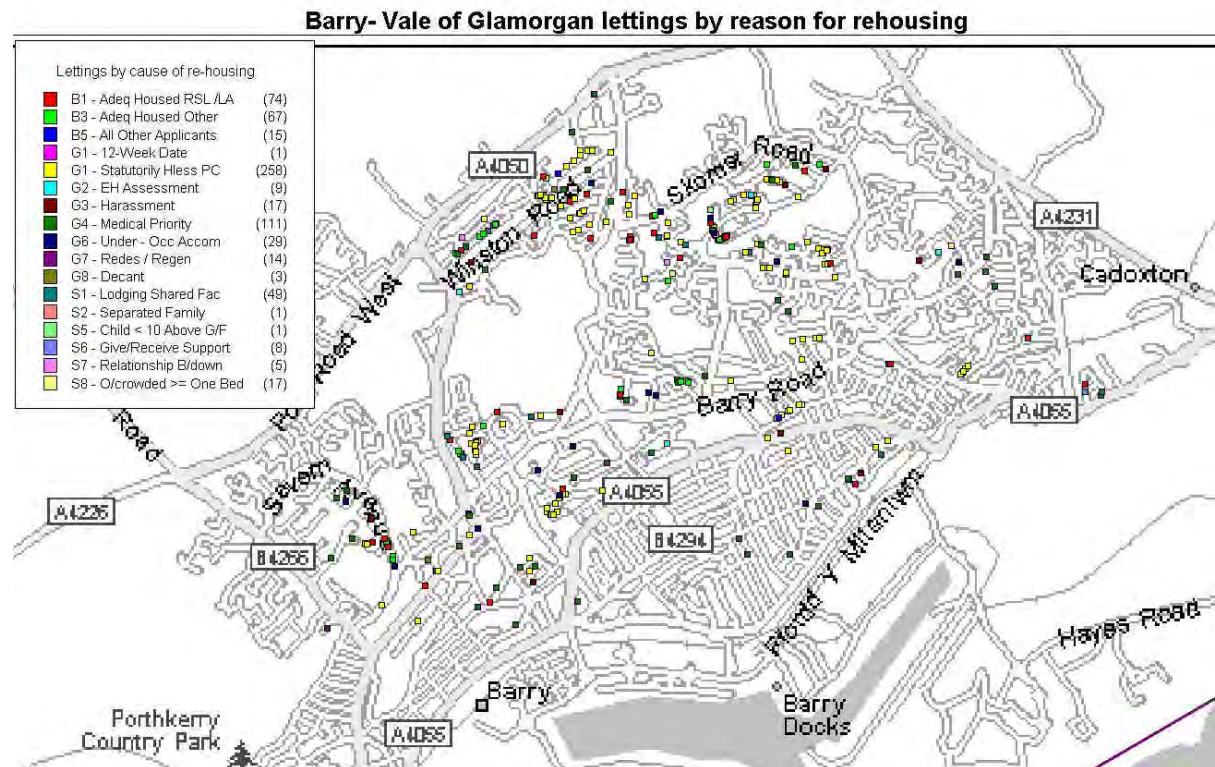 Barry- Vale of Glamorgan lettings by reason for rehousing
Lettings by cause of re-housing
B1 - Adeq Housed RSL /LA (74)
B3 - Adeq Housed Other (67)
B5 - All Other Applicants (15)
G1 - 12-Week Date (1)
G10 - Statutorily Hless PC (258)
G2 - EH Assessment (9)
G3 - Harassment (17)
G4 - Medical Priority (111)
G6 - Under - Occ Accom (29)
G7 - Redes / Regen (14)
G8 - Decant (3)
S1 - Lodging Shared Fac (49)
S2 - Separated Family (1)
S5 - Child < 10 Above G/F (1)
S6 - Give/Receive Support (8)
S7 - Relationship B'down (5)
S8 - O/crowded >= One Bed (17)
A4050
Skomer Road
Winston Road
A4231
Cadoxton
Road West
Road
Barry Road
A4055
A4055
A4226
B4266
B4294
Ffordd Y Mileniwm
Hayes Road
Barry
Barry
Docks
Porthkerry
Country Park
A4055